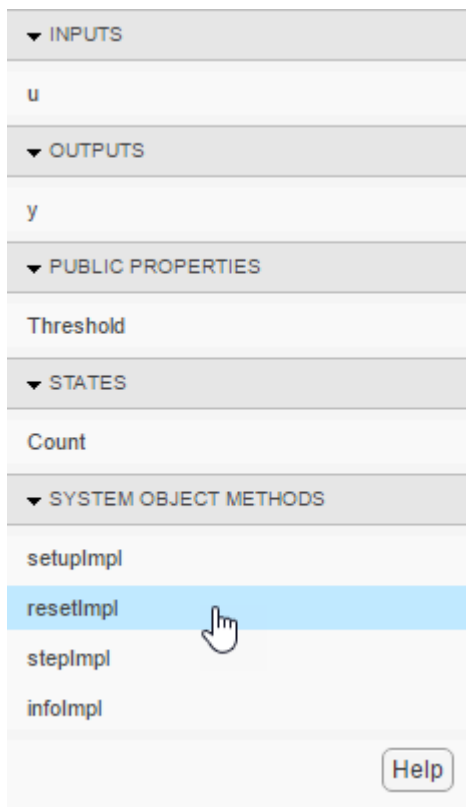 INPUTS
u
OUTPUTS
y
PUBLIC PROPERTIES
Threshold
STATES
Count
SYSTEM OBJECT METHODS
setupImpl
resetImpl
stepImpl
infoImpl
Help